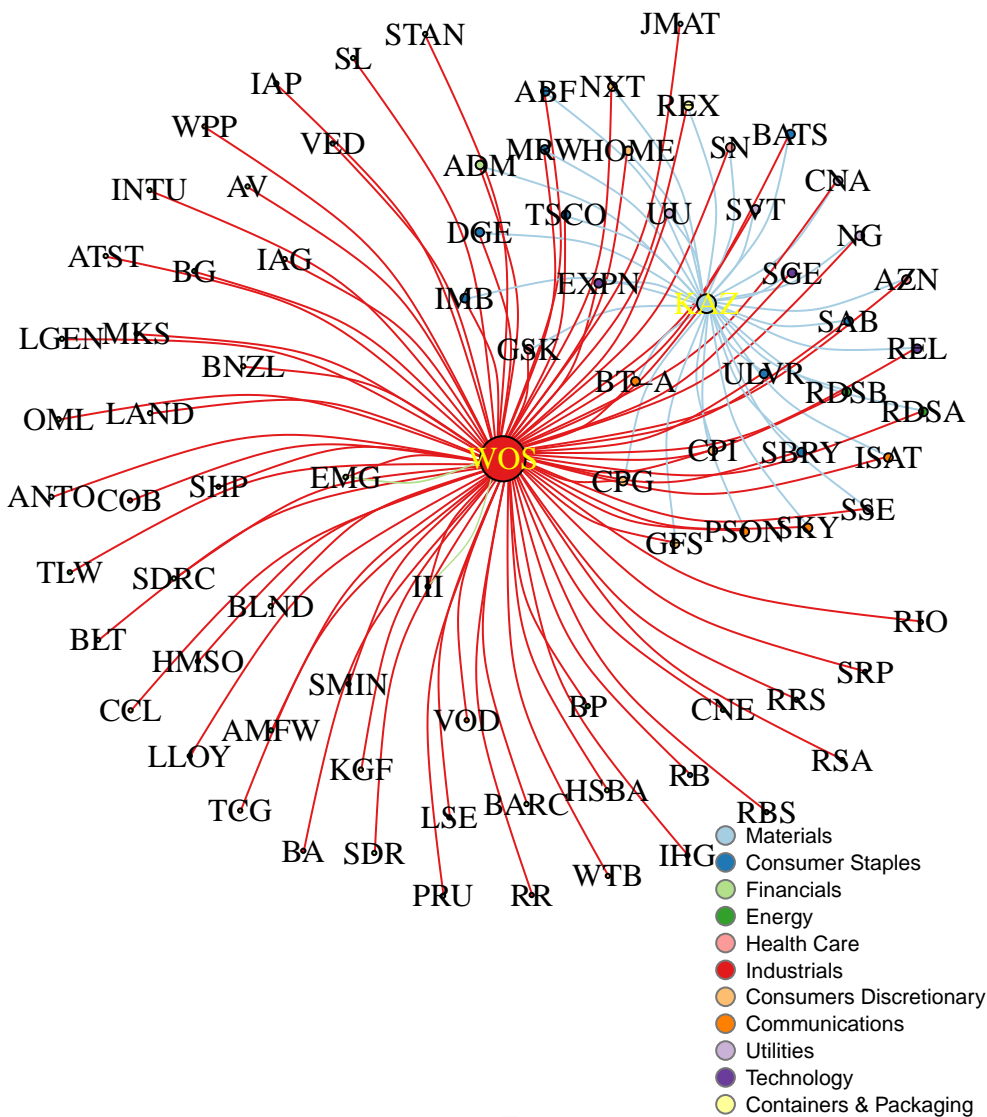 JMAT
STAN
SL
IAP
ABF
NXT
REX
WPP
VED
ADM
MRW
HOME
SN
BATS
INTU
AV
TSCO
UU
SVT
CNA
DGE
NG
ATST
BG
IAG
IMB
EXPN
KAZ
SGE
AZN
LGEN
MKS
GSK
SAB
REL
BNZL
BT−A
ULVR
RDSB
OML
LAND
RDSA
WOS
CPI
SBRY
ISAT
ANTO
COB
SHP
EMG
CPG
SSE
GFS
PSON
SKY
TLW
SDRC
III
BLND
BLT
RIO
HMSO
SMIN
SRP
CCL
AMFW
VOD
BP
CNE
RRS
LLOY
KGF
RB
RSA
TCG
LSE
BARC
HSBA
RBS
BA
SDR
IHG
PRU
RR
WTB
Materials
Consumer Staples
Financials
Energy
Health Care
Industrials
Consumers Discretionary
Communications
Utilities
Technology
Containers & Packaging